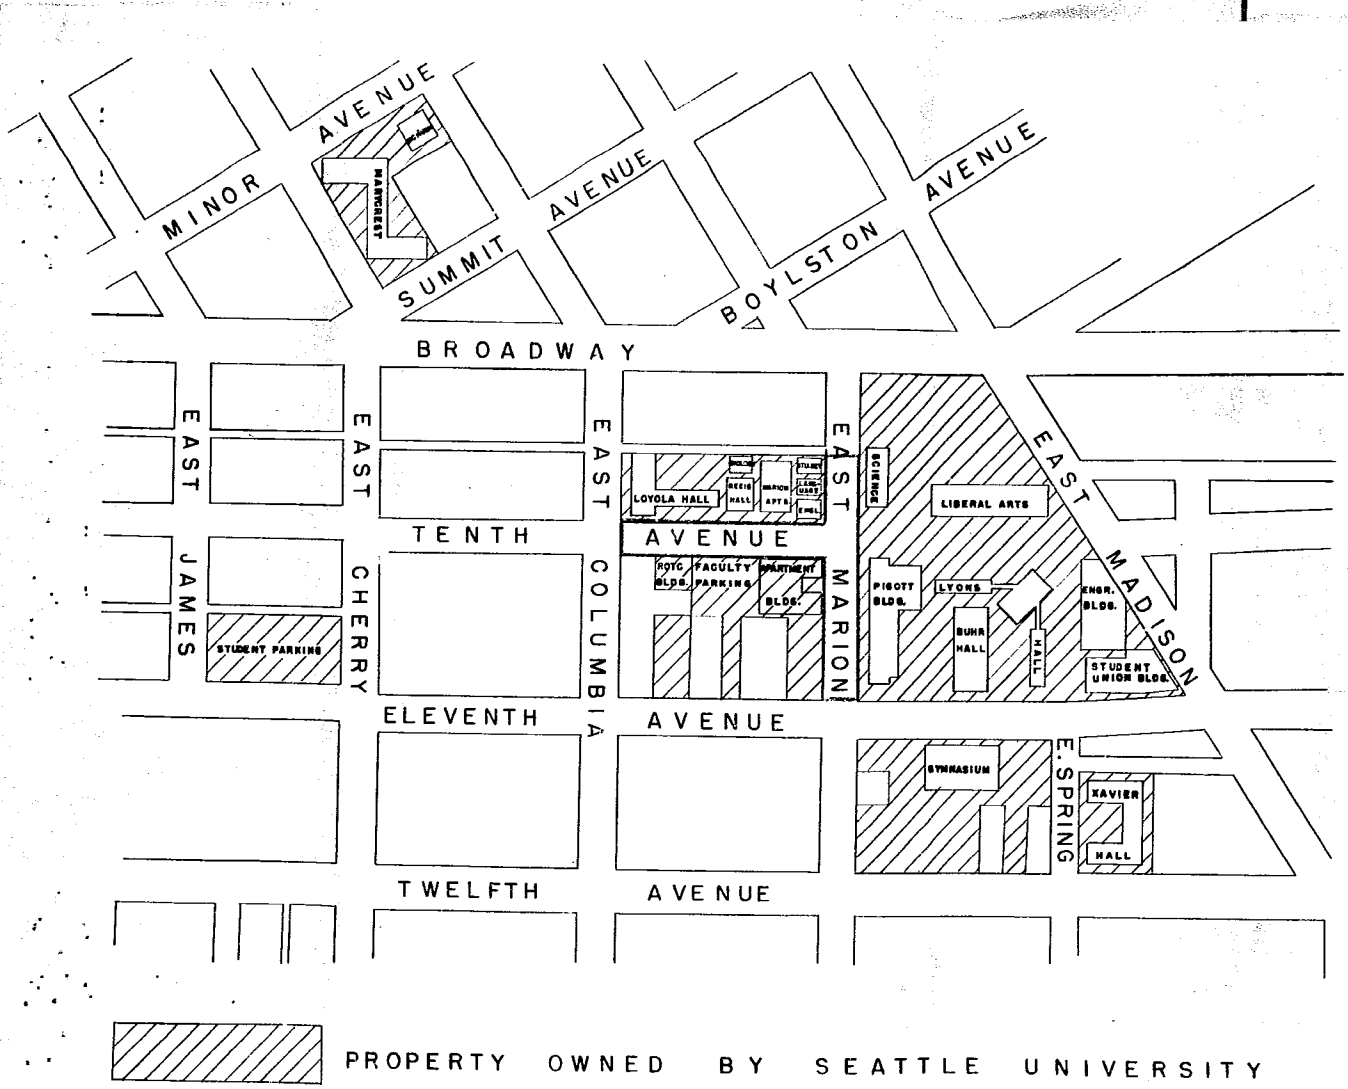 MINOR AVENUE
MARYCREST
SUMMIT AVENUE
BOYLSTON AVENUE
BROADWAY
EAST JAMES
EAST CHERRY
EAST COLUMBIA
EAST MARION
EAST MADISON
LOYOLA HALL
REGIS
HALL
MARION
APTS.
LANG-
UAGE
ENGL.
SCIENCE
LIBERAL ARTS
TENTH AVENUE
ROTC
BLDG.
FACULTY
PARKING
APARTMENT
BLDG.
PIGOTT
BLDG.
LYONS
HALL
BUHR
HALL
ENGR.
BLDG.
STUDENT
UNION BLDG.
STUDENT PARKING
ELEVENTH AVENUE
GYMNASIUM
E. SPRING
XAVIER
HALL
TWELFTH AVENUE
PROPERTY OWNED BY SEATTLE UNIVERSITY